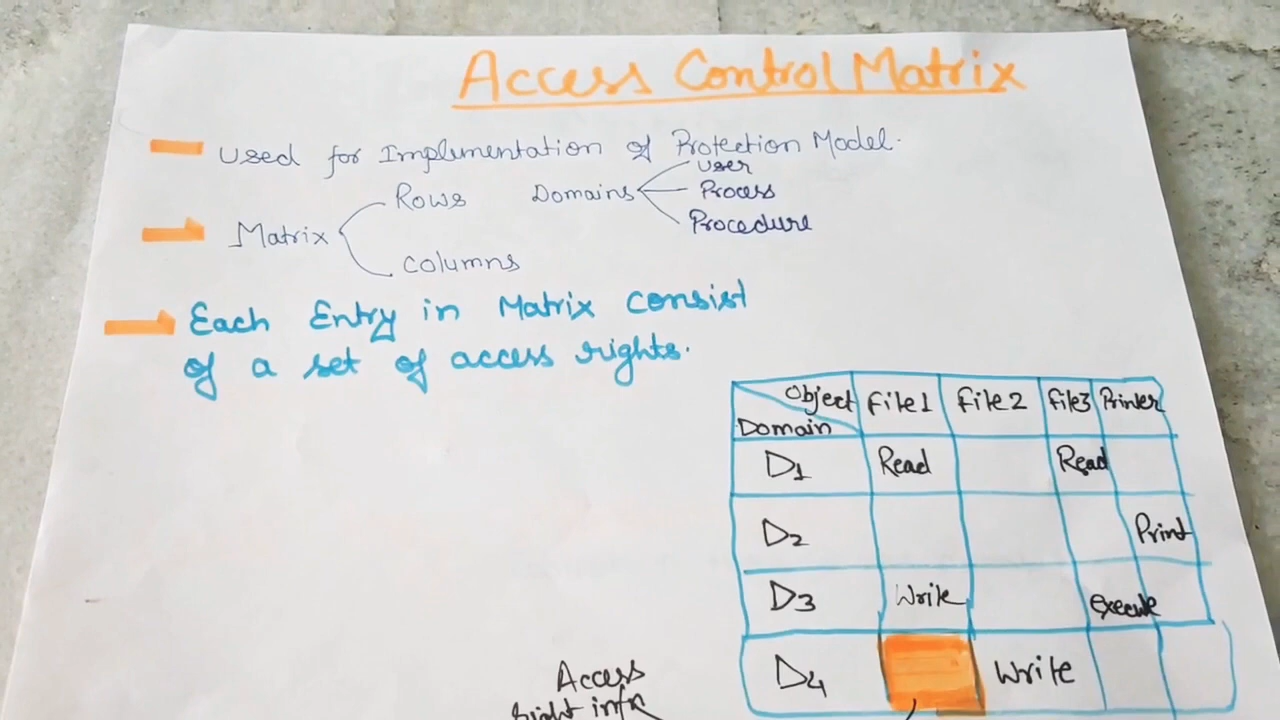 Access Control Matrix
Used for Implementation of Protection Model.
Matrix
Rows
Columns
Domains
User
Process
Procedure
Each Entry in Matrix consist
of a set of access rights.
Object File1 File2 File3 Printer
Domain
D1 Read Read
D2 Print
D3 Write Execute
D4 Write
Access
right infn